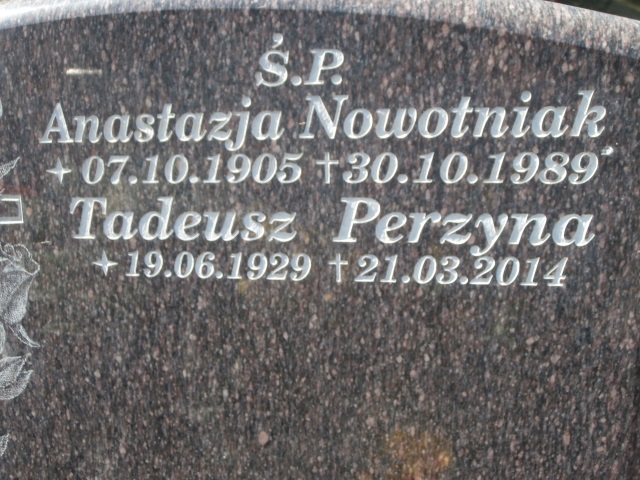 Ś.P.
Anastazja Nowotniak
✦ 07.10.1905 † 30.10.1989
Tadeusz Perzyna
✦ 19.06.1929 † 21.03.2014